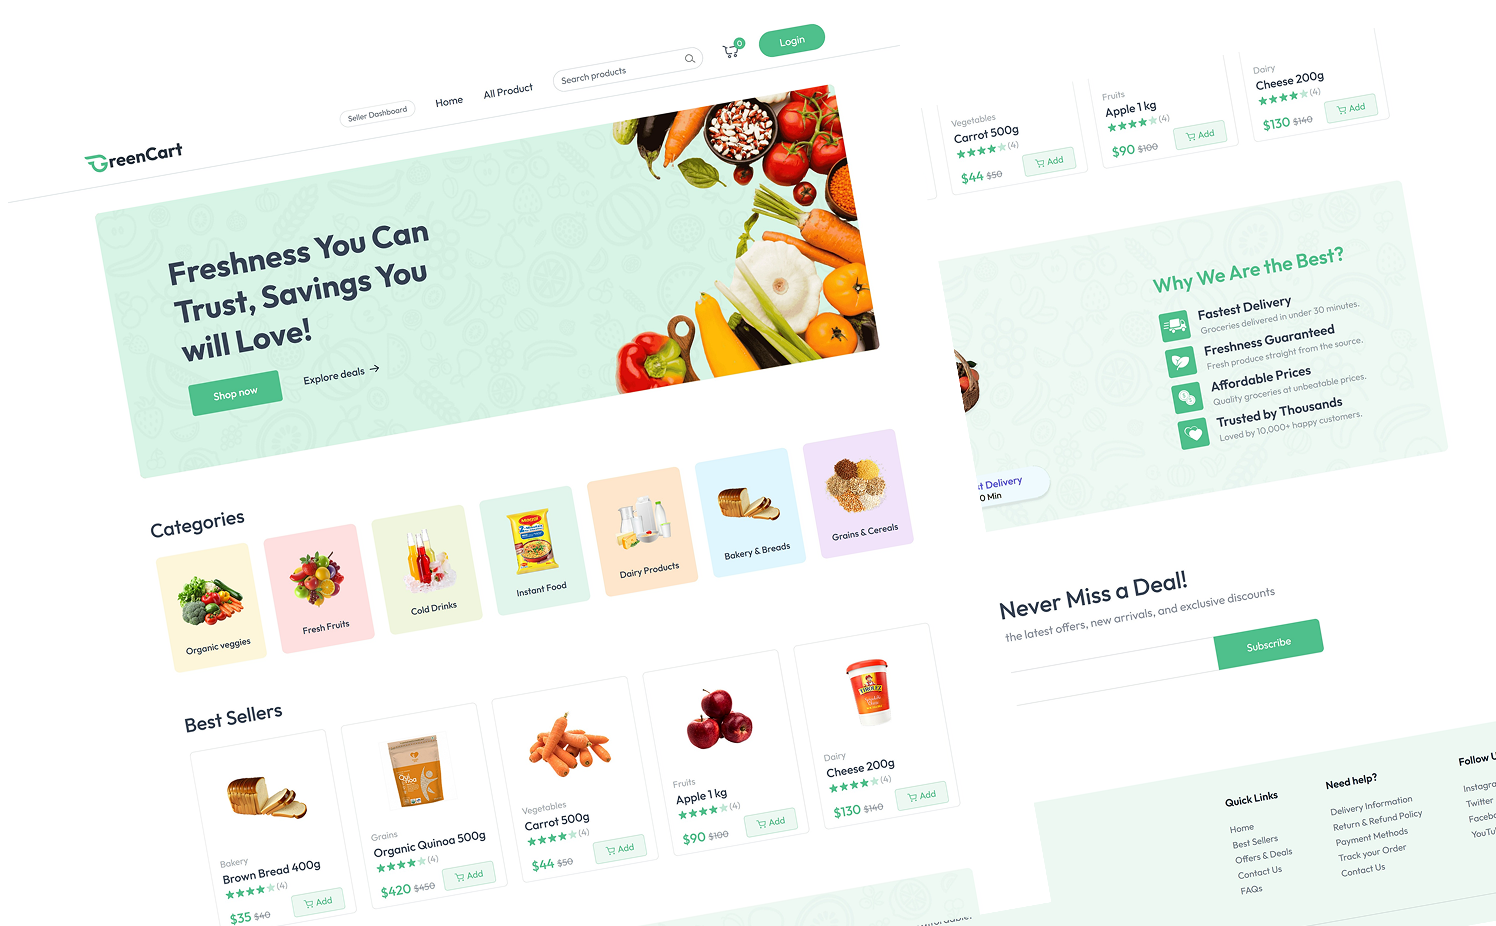 GreenCart
Seller Dashboard
Home
All Product
Search products
0
Login
Freshness You Can
Trust, Savings You
will Love!
Shop now
Explore deals
Categories
Organic veggies
Fresh Fruits
Cold Drinks
Instant Food
Dairy Products
Bakery & Breads
Grains & Cereals
Maggi
Best Sellers
Bakery
Brown Bread 400g
(4)
$35 $40
Add
Grains
Organic Quinoa 500g
(4)
$420 $450
Add
Vegetables
Carrot 500g
(4)
$44 $50
Add
Fruits
Apple 1 kg
(4)
$90 $100
Add
Dairy
Cheese 200g
(4)
$130 $140
Add
Vegetables
Carrot 500g
(4)
$44 $50
Add
Fruits
Apple 1 kg
(4)
$90 $100
Add
Dairy
Cheese 200g
(4)
$130 $140
Add
Why We Are the Best?
Fastest Delivery
Groceries delivered in under 30 minutes.
Freshness Guaranteed
Fresh produce straight from the source.
Affordable Prices
Quality groceries at unbeatable prices.
Trusted by Thousands
Loved by 10,000+ happy customers.
st Delivery
0 Min
Never Miss a Deal!
the latest offers, new arrivals, and exclusive discounts
Subscribe
Quick Links
Home
Best Sellers
Offers & Deals
Contact Us
FAQs
Need help?
Delivery Information
Return & Refund Policy
Payment Methods
Track your Order
Contact Us
Follow U
Instagra
Twitter
Facebo
YouTu